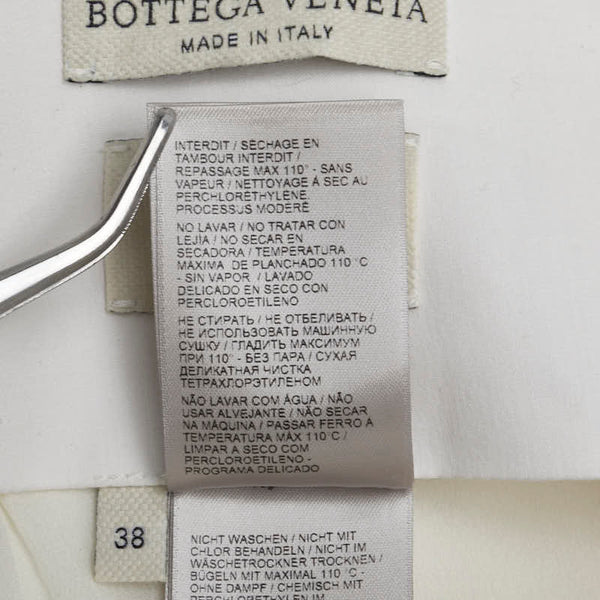 BOTTEGA VENETA
MADE IN ITALY
INTERDIT / SÉCHAGE EN
TAMBOUR INTERDIT /
REPASSAGE MAX 110° - SANS
VAPEUR / NETTOYAGE À SEC AU
PERCHLORÉTHYLÈNE
PROCESSUS MODERÉ
NO LAVAR / NO TRATAR CON
LEJIA / NO SECAR EN
SECADORA / TEMPERATURA
MAXIMA DE PLANCHADO 110 °C
- SIN VAPOR / LAVADO
DELICADO EN SECO CON
PERCLOROETILENO
НЕ СТИРАТЬ / НЕ ОТБЕЛИВАТЬ /
НЕ ИСПОЛЬЗОВАТЬ МАШИННУЮ
СУШКУ / ГЛАДИТЬ МАКСИМУМ
ПРИ 110° - БЕЗ ПАРА / СУХАЯ
ДЕЛИКАТНАЯ ЧИСТКА
ТЕТРАХЛОРЭТИЛЕНОМ
NÃO LAVAR COM ÁGUA / NÃO
USAR ALVEJANTE / NÃO SECAR
NA MÁQUINA / PASSAR FERRO À
TEMPERATURA MÁX 110°C /
LIMPAR A SECO COM
PERCLOROETILENO -
PROGRAMA DELICADO
38
NICHT WASCHEN / NICHT MIT
CHLOR BEHANDELN / NICHT IM
WÄSCHETROCKNER TROCKNEN /
BÜGELN MIT MAXIMAL 110 °C -
OHNE DAMPF / CHEMISCH MIT
PERCHLORETHYLEN IM